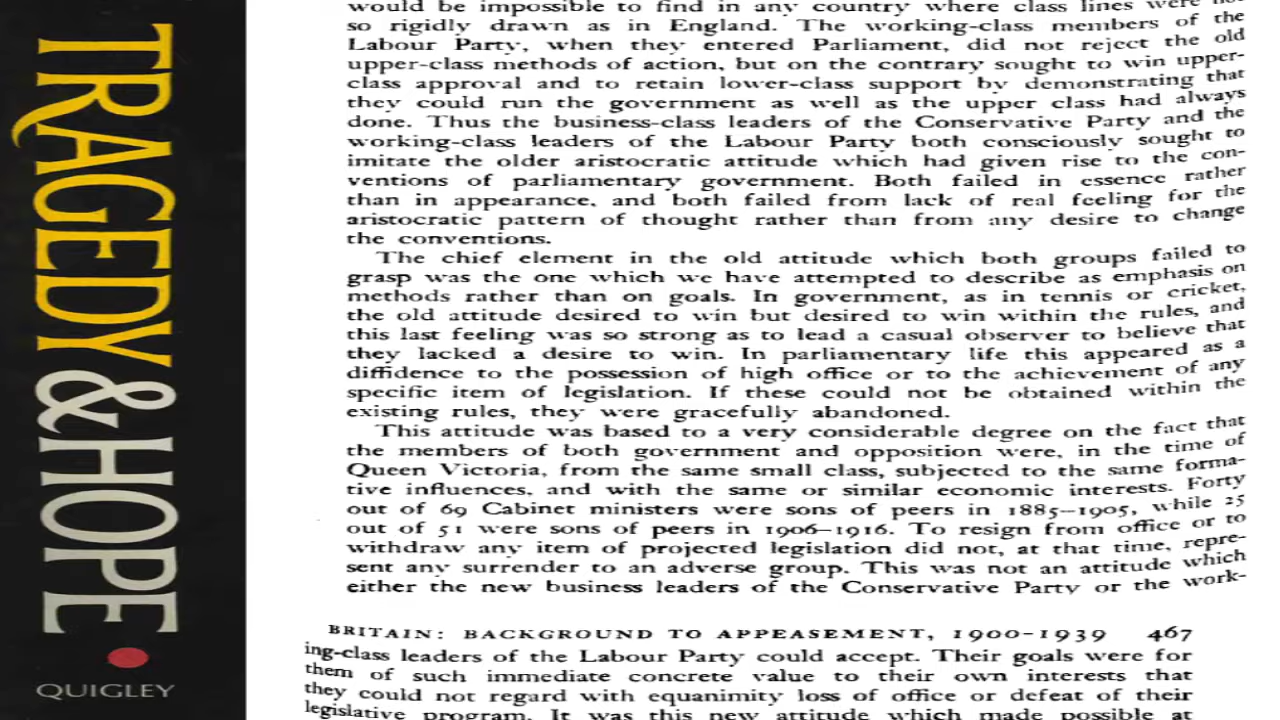 TRAGEDY & HOPE
QUIGLEY
would be impossible to find in any country where class lines were not
so rigidly drawn as in England. The working-class members of the
Labour Party, when they entered Parliament, did not reject the old
upper-class methods of action, but on the contrary sought to win upper-
class approval and to retain lower-class support by demonstrating that
they could run the government as well as the upper class had always
done. Thus the business-class leaders of the Conservative Party and the
working-class leaders of the Labour Party both consciously sought to
imitate the older aristocratic attitude which had given rise to the con-
ventions of parliamentary government. Both failed in essence rather
than in appearance, and both failed from lack of real feeling for the
aristocratic pattern of thought rather than from any desire to change
the conventions.
The chief element in the old attitude which both groups failed to
grasp was the one which we have attempted to describe as emphasis on
methods rather than on goals. In government, as in tennis or cricket,
the old attitude desired to win but desired to win within the rules, and
this last feeling was so strong as to lead a casual observer to believe that
they lacked a desire to win. In parliamentary life this appeared as a
diffidence to the possession of high office or to the achievement of any
specific item of legislation. If these could not be obtained within the
existing rules, they were gracefully abandoned.
This attitude was based to a very considerable degree on the fact that
the members of both government and opposition were, in the time of
Queen Victoria, from the same small class, subjected to the same forma-
tive influences, and with the same or similar economic interests. Forty
out of 69 Cabinet ministers were sons of peers in 1885–1905, while 25
out of 51 were sons of peers in 1906–1916. To resign from office or to
withdraw any item of projected legislation did not, at that time, repre-
sent any surrender to an adverse group. This was not an attitude which
either the new business leaders of the Conservative Party or the work-
BRITAIN: BACKGROUND TO APPEASEMENT, 1900–1939 467
ing-class leaders of the Labour Party could accept. Their goals were for
them of such immediate concrete value to their own interests that
they could not regard with equanimity loss of office or defeat of their
legislative program. It was this new attitude which made possible at